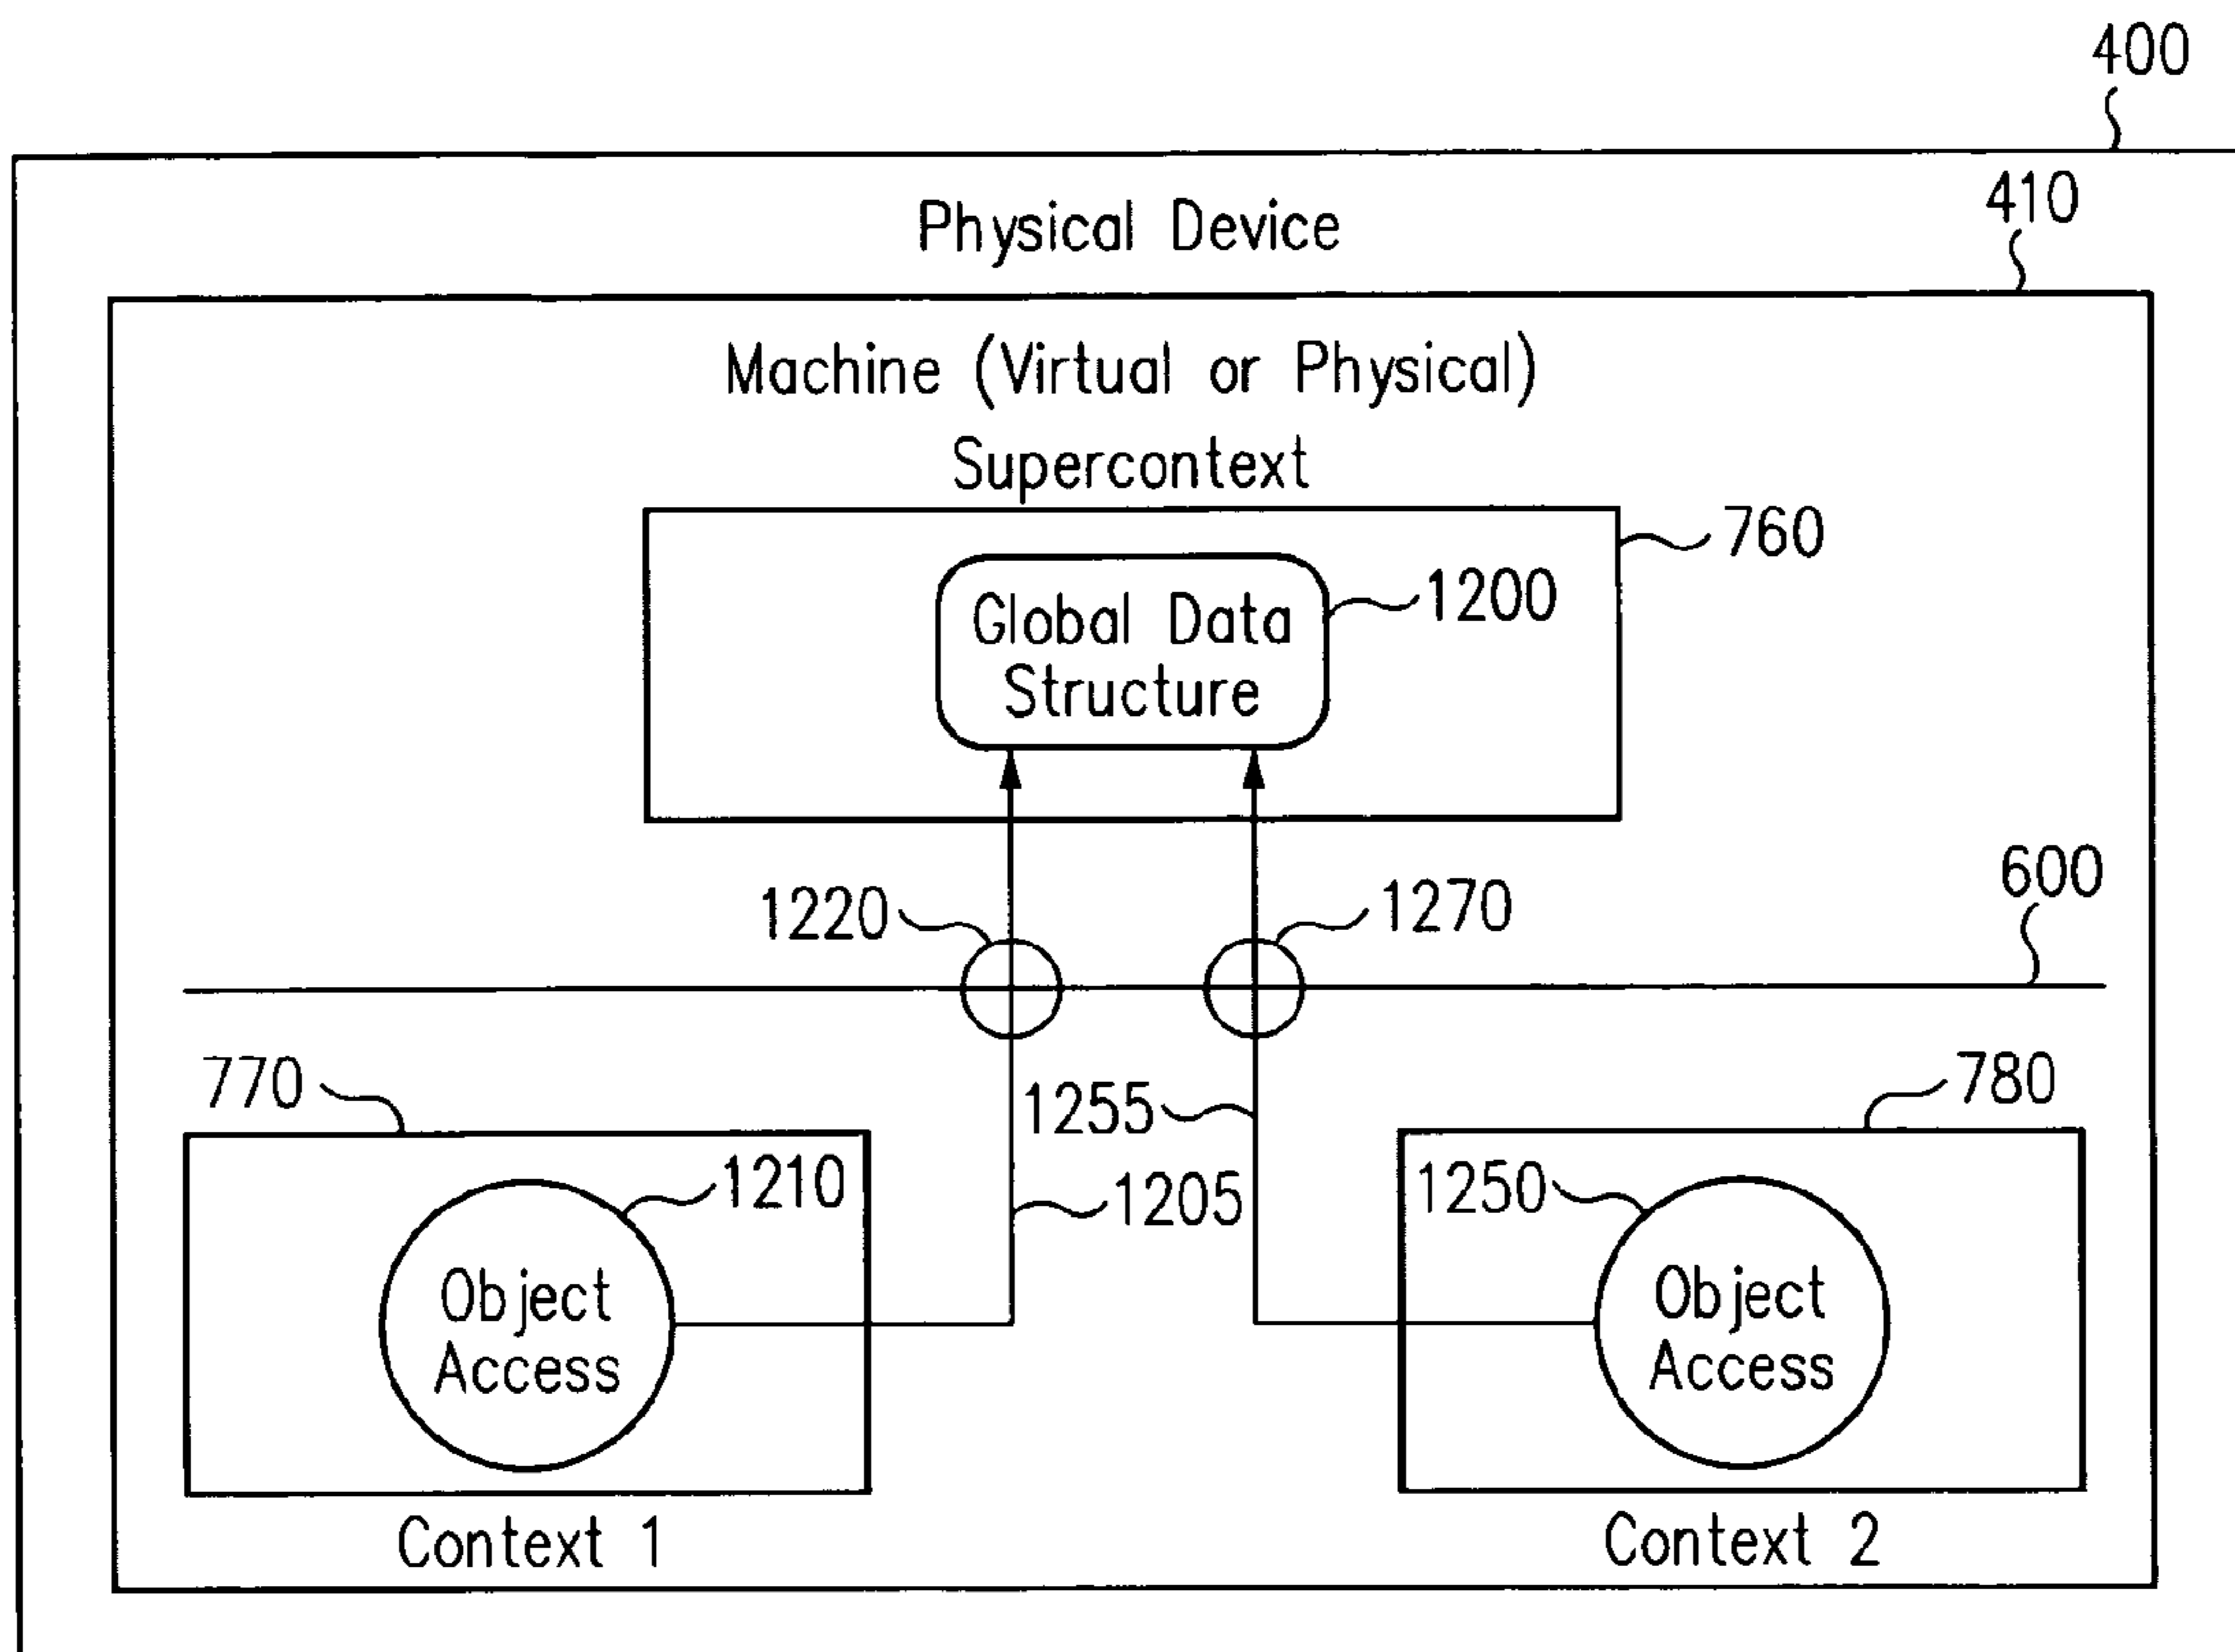 400
410
Physical Device
Machine (Virtual or Physical)
Supercontext
760
Global Data
Structure
1200
600
1220
1270
770
1255
780
1210
1205
1250
Object
Access
Object
Access
Context 1
Context 2